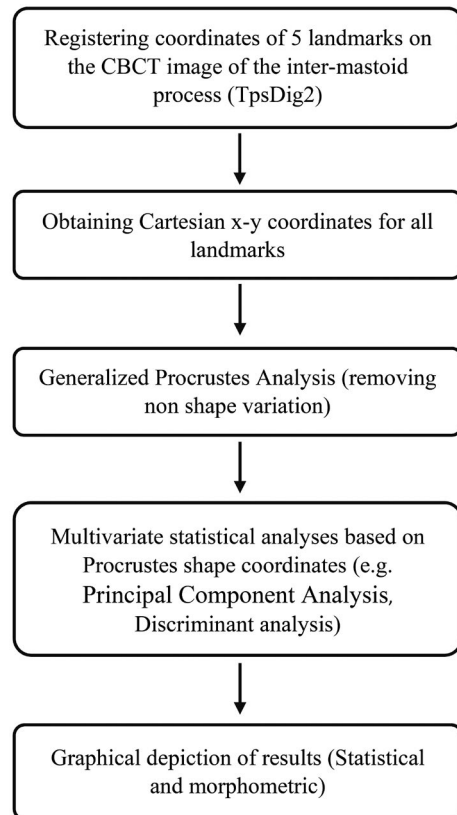 Registering coordinates of 5 landmarks on
the CBCT image of the inter-mastoid
process (TpsDig2)
Obtaining Cartesian x-y coordinates for all
landmarks
Generalized Procrustes Analysis (removing
non shape variation)
Multivariate statistical analyses based on
Procrustes shape coordinates (e.g.
Principal Component Analysis,
Discriminant analysis)
Graphical depiction of results (Statistical
and morphometric)